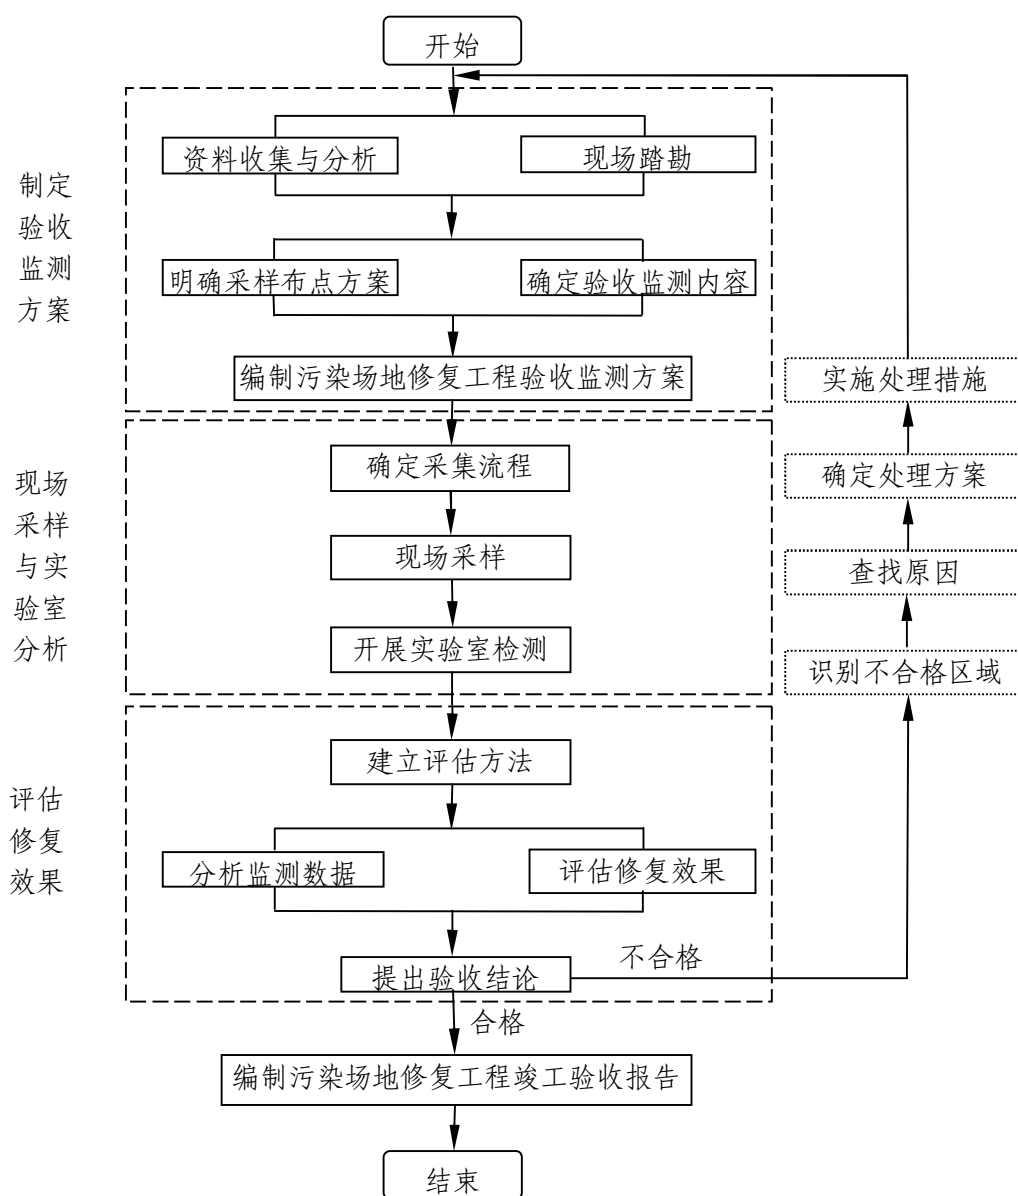 开始
制定
验收
监测
方案
资料收集与分析
现场踏勘
明确采样布点方案
确定验收监测内容
编制污染场地修复工程验收监测方案
实施处理措施
确定处理方案
查找原因
识别不合格区域
现场
采样
与实
验室
分析
确定采集流程
现场采样
开展实验室检测
评估
修复
效果
建立评估方法
分析监测数据
评估修复效果
提出验收结论
不合格
合格
编制污染场地修复工程竣工验收报告
结束